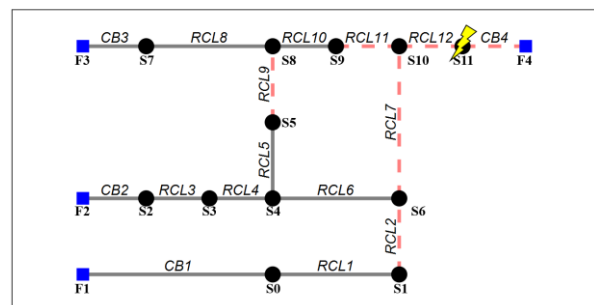 CB3 RCL8 RCL10 RCL11 RCL12 CB4
F3 S7 S8 S9 S10 S11 F4
RCL9
RCL7
S5
RCL5
CB2 RCL3 RCL4 RCL6
F2 S2 S3 S4 S6
RCL2
CB1 RCL1
F1 S0 S1